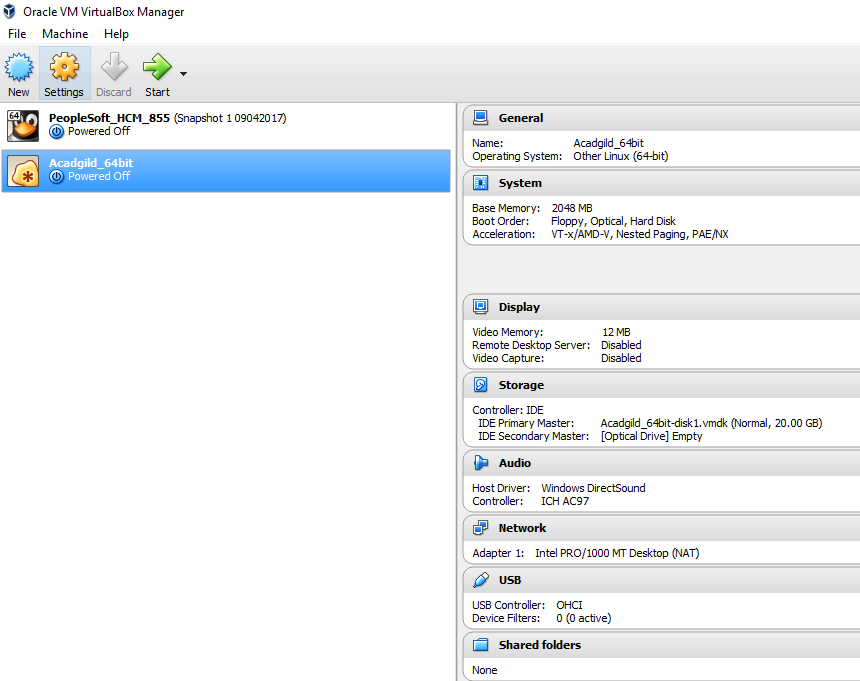 Oracle VM VirtualBox Manager
File Machine Help
New Settings Discard Start
64
PeopleSoft_HCM_855 (Snapshot 1 09042017)
Powered Off
Acadgild_64bit
Powered Off
General
Name: Acadgild_64bit
Operating System: Other Linux (64-bit)
System
Base Memory: 2048 MB
Boot Order: Floppy, Optical, Hard Disk
Acceleration: VT-x/AMD-V, Nested Paging, PAE/NX
Display
Video Memory: 12 MB
Remote Desktop Server: Disabled
Video Capture: Disabled
Storage
Controller: IDE
IDE Primary Master: Acadgild_64bit-disk1.vmdk (Normal, 20.00 GB)
IDE Secondary Master: [Optical Drive] Empty
Audio
Host Driver: Windows DirectSound
Controller: ICH AC97
Network
Adapter 1: Intel PRO/1000 MT Desktop (NAT)
USB
USB Controller: OHCI
Device Filters: 0 (0 active)
Shared folders
None